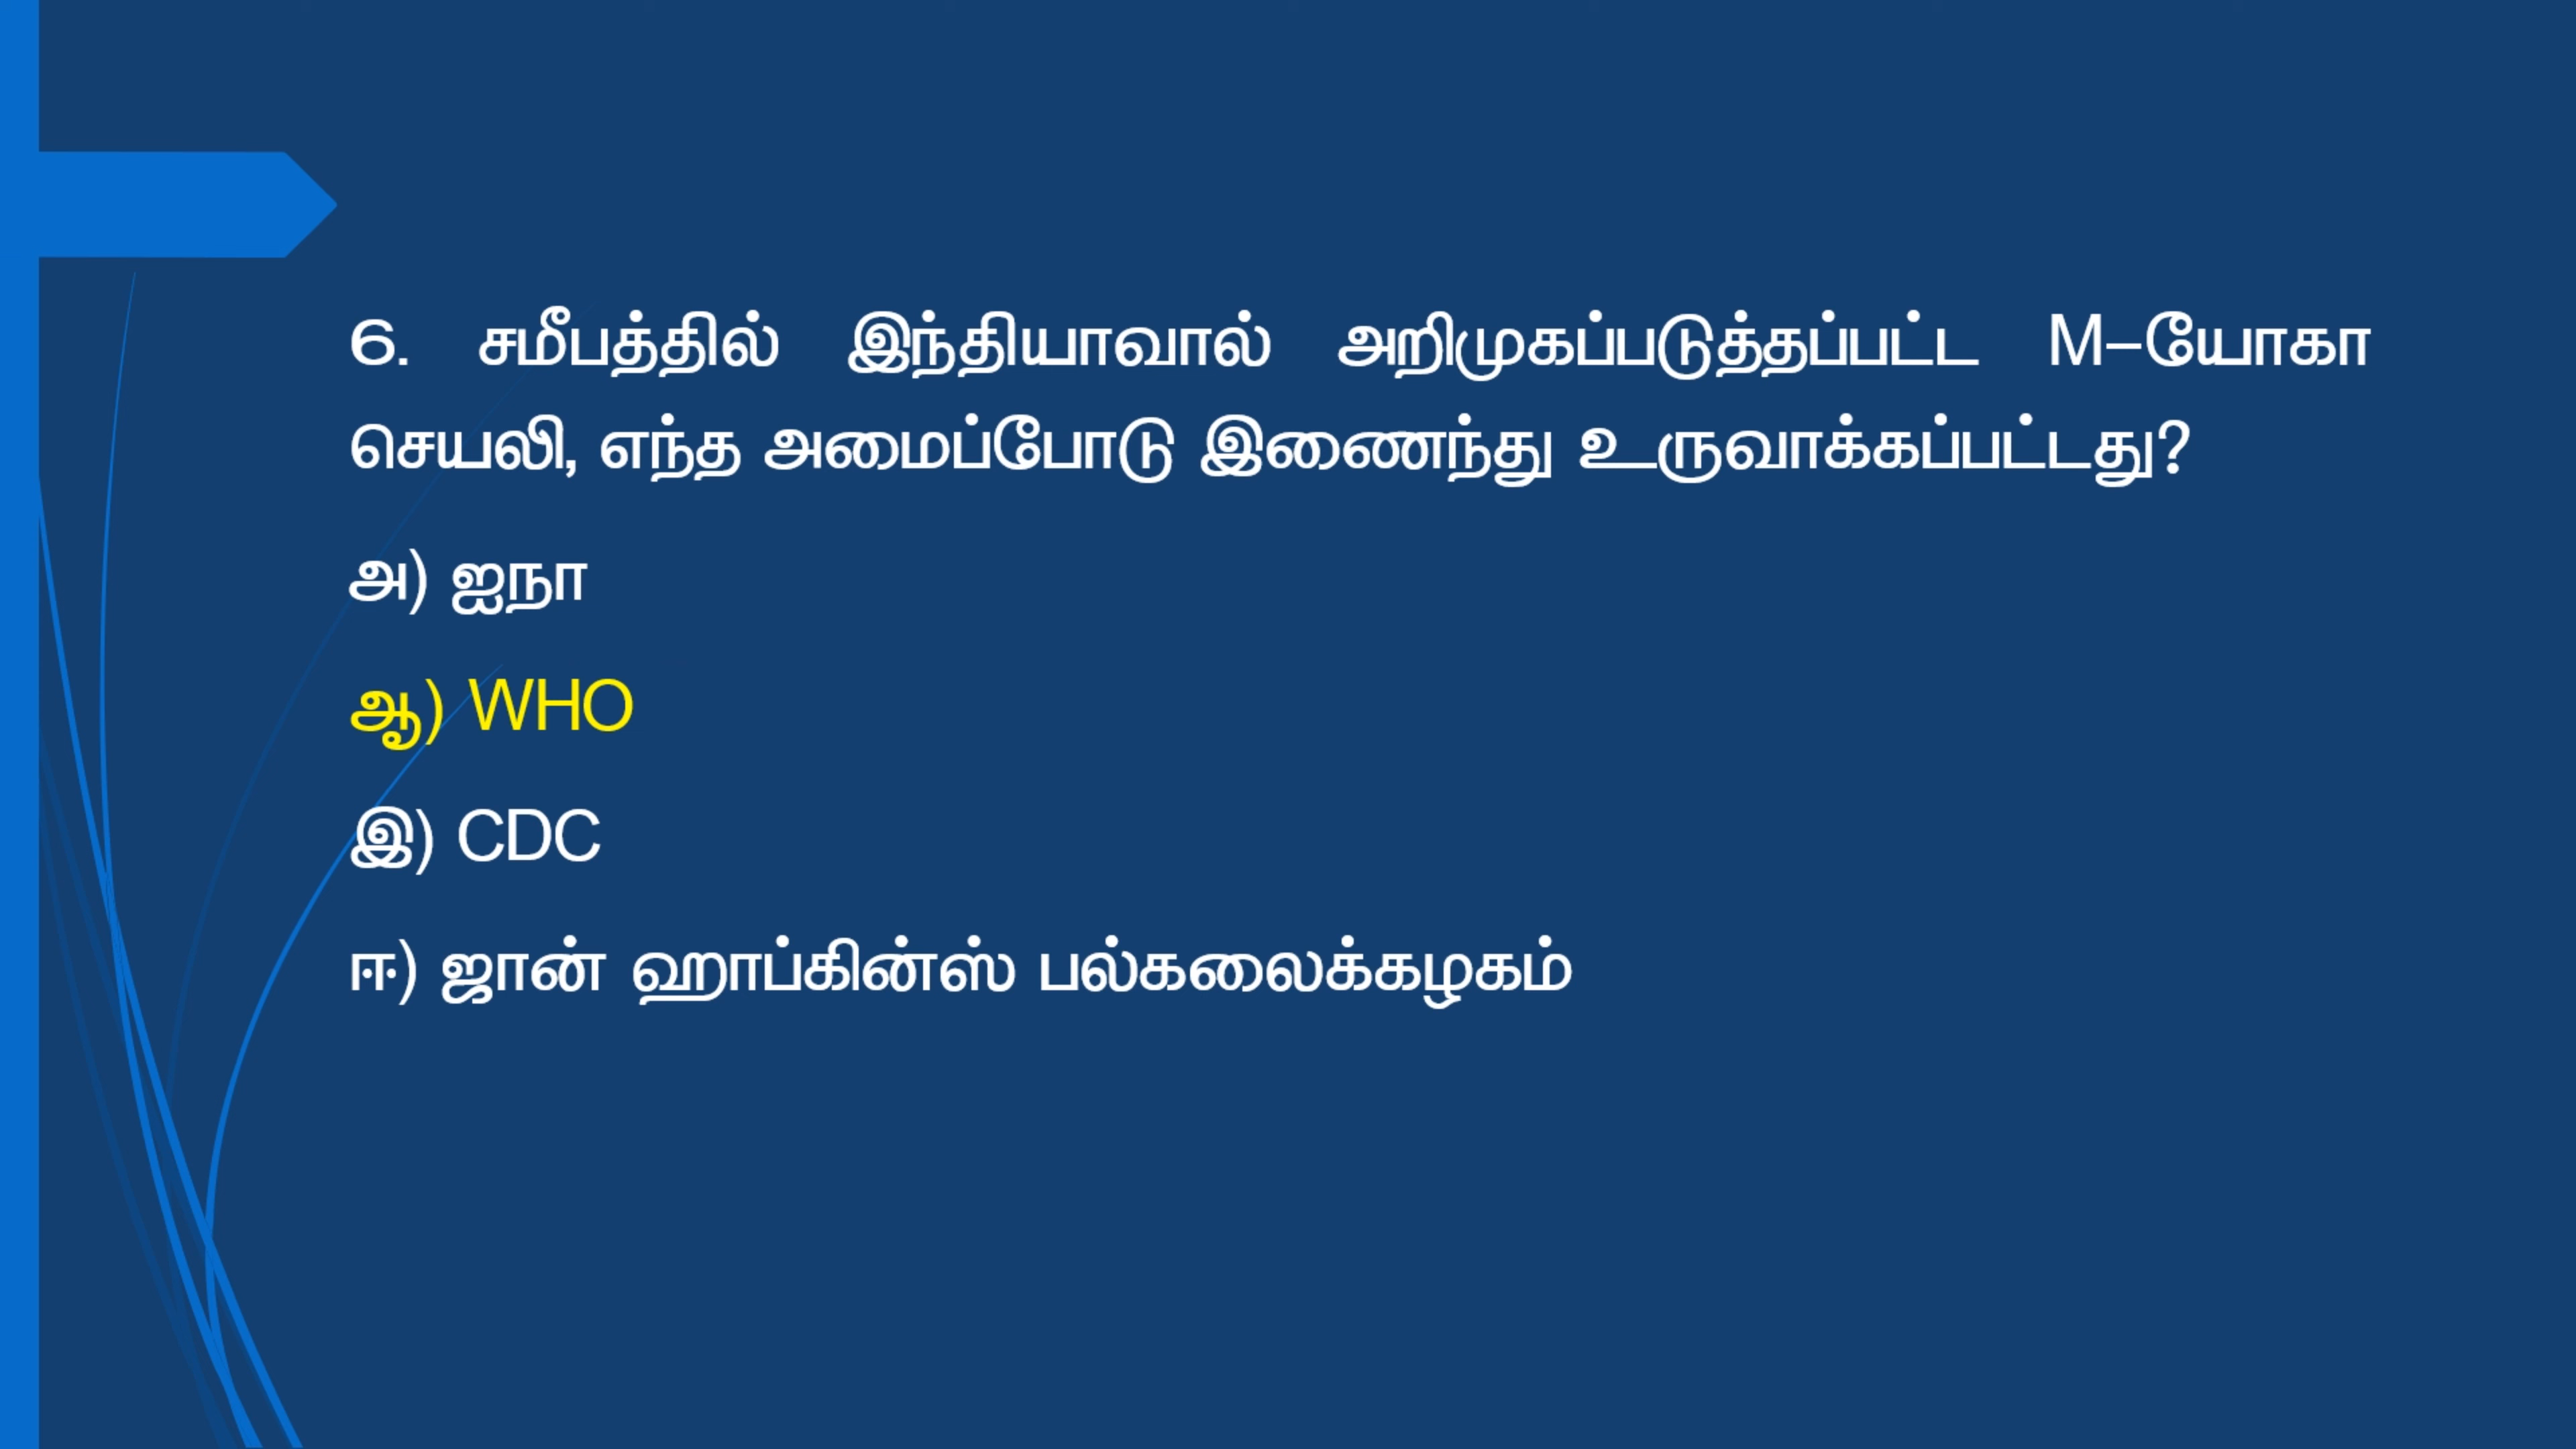 6. சமீபத்தில் இந்தியாவால் அறிமுகப்படுத்தப்பட்ட M–யோகா
செயலி, எந்த அமைப்போடு இணைந்து உருவாக்கப்பட்டது?
அ) ஐநா
ஆ) WHO
இ) CDC
ஈ) ஜான் ஹாப்கின்ஸ் பல்கலைக்கழகம்